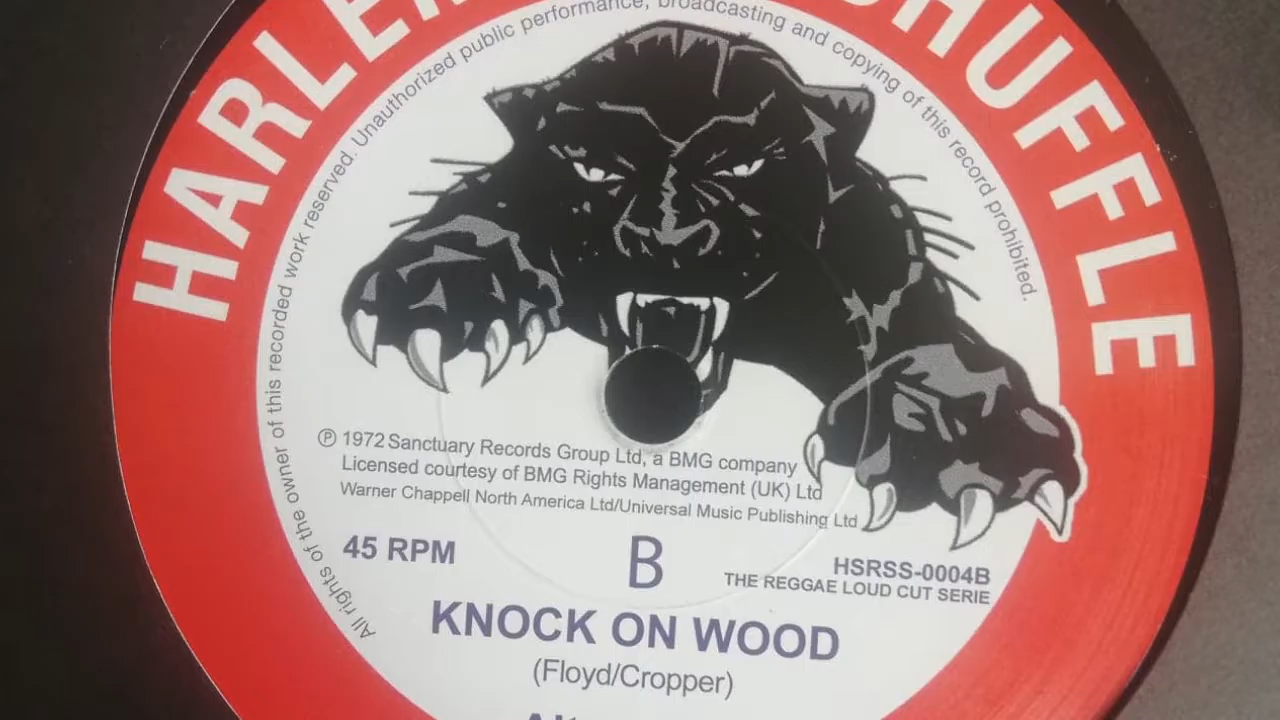 HARLEM SHUFFLE
All rights of the owner of this recorded work reserved. Unauthorized public performance, broadcasting and copying of this record prohibited.
℗ 1972 Sanctuary Records Group Ltd, a BMG company
Licensed courtesy of BMG Rights Management (UK) Ltd
Warner Chappell North America Ltd/Universal Music Publishing Ltd
45 RPM
B
HSRSS-0004B
THE REGGAE LOUD CUT SERIE
KNOCK ON WOOD
(Floyd/Cropper)